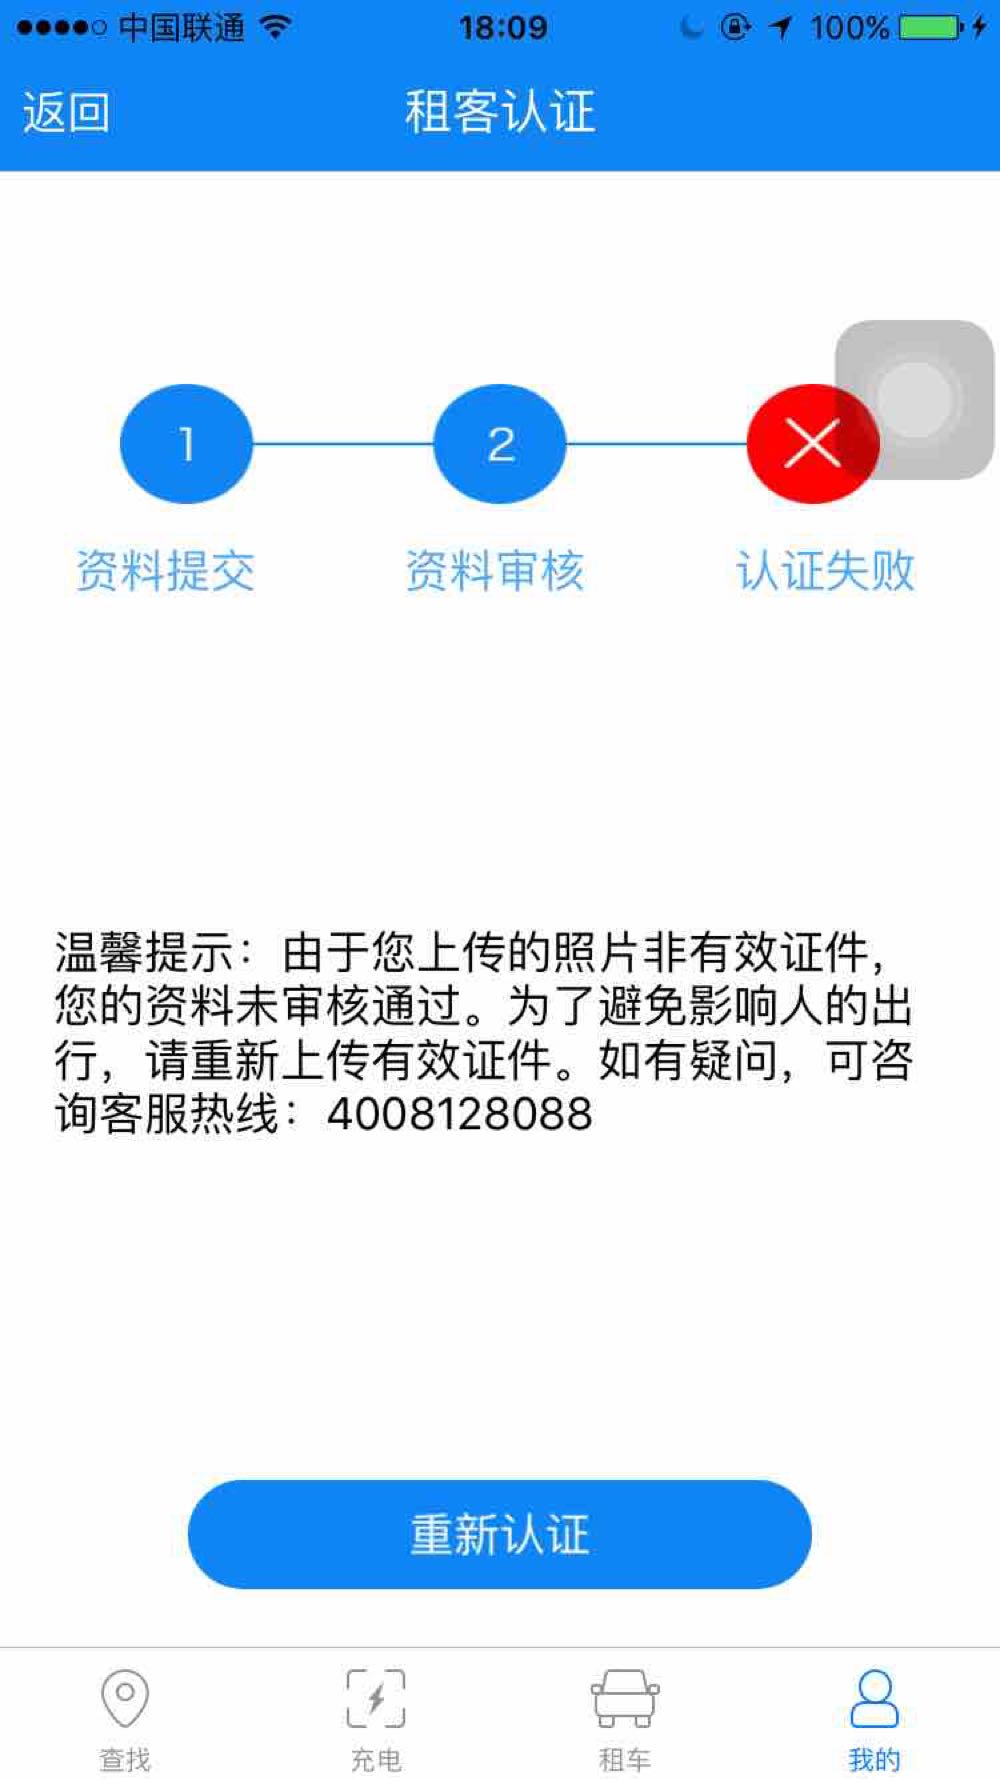 中国联通 18:09 100%
返回 租客认证
1 2
资料提交 资料审核 认证失败
温馨提示：由于您上传的照片非有效证件，
您的资料未审核通过。为了避免影响人的出
行，请重新上传有效证件。如有疑问，可咨
询客服热线：4008128088
重新认证
查找 充电 租车 我的